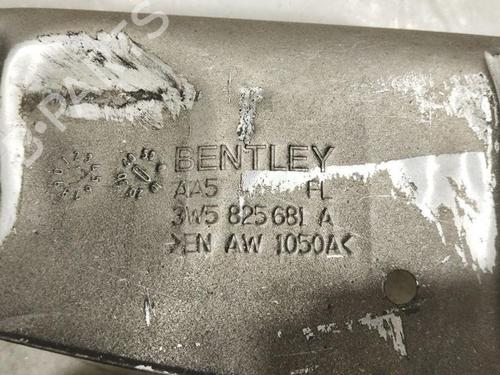 BENTLEY
AA5 FL
3W5 825 681 A
>EN AW 1050A<